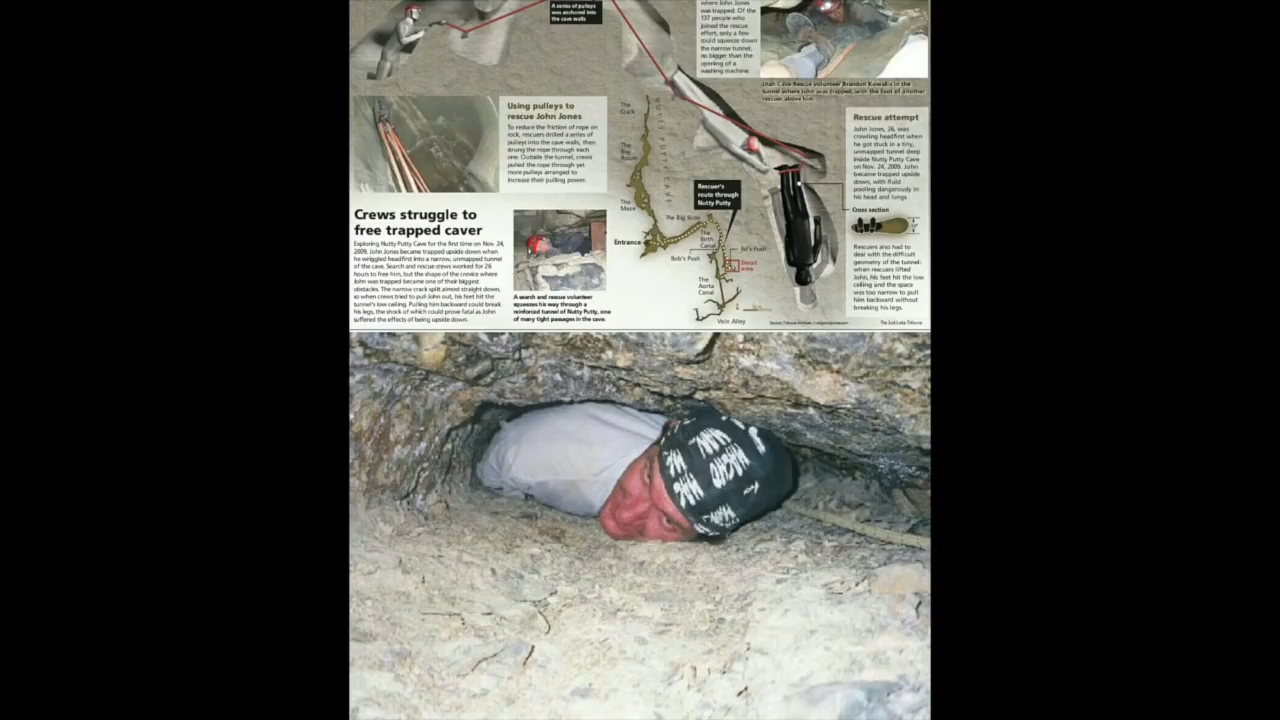 A series of pulleys
was anchored into
the cave walls
where John Jones
was trapped. Of the
137 people who
joined the rescue
effort, only a few
could squeeze down
the narrow tunnel,
no bigger than the
opening of a
washing machine.
Utah Cave Rescue volunteer Brandon Kowallis in the
tunnel where John was trapped, with the foot of another
rescuer above him.
Using pulleys to
rescue John Jones
To reduce the friction of rope on
rock, rescuers drilled a series of
pulleys into the cave walls, then
strung the rope through each
one. Outside the tunnel, crews
pulled the rope through yet
more pulleys arranged to
increase their pulling power.
Crews struggle to
free trapped caver
Exploring Nutty Putty Cave for the first time on Nov. 24,
2009, John Jones became trapped upside down when
he wriggled headfirst into a narrow, unmapped tunnel
of the cave. Search and rescue crews worked for 26
hours to free him, but the shape of the crevice where
John was trapped became one of their biggest
obstacles. The narrow crack split almost straight down,
so when crews tried to pull John out, his feet hit the
tunnel's low ceiling. Pulling him backward could break
his legs, the shock of which could prove fatal as John
suffered the effects of being upside down.
A search and rescue volunteer
squeezes his way through a
reinforced tunnel of Nutty Putty, one
of many tight passages in the cave.
The
Crack
NUTTY PUTTY CAVE
The
Big
Room
The
Maze
Entrance
The Big Slide
The
Birth
Canal
Bob's Push
Ed's Push
Detail
area
The
Aorta
Canal
Vein Alley
Rescuer's
route through
Nutty Putty
Rescue attempt
John Jones, 26, was
crawling headfirst when
he got stuck in a tiny,
unmapped tunnel deep
inside Nutty Putty Cave
on Nov. 24, 2009. John
became trapped upside
down, with fluid
pooling dangerously in
his head and lungs.
Cross section
Rescuers also had to
deal with the difficult
geometry of the tunnel:
when rescuers lifted
John, his feet hit the low
ceiling and the space
was too narrow to pull
him backward without
breaking his legs.
The Salt Lake Tribune